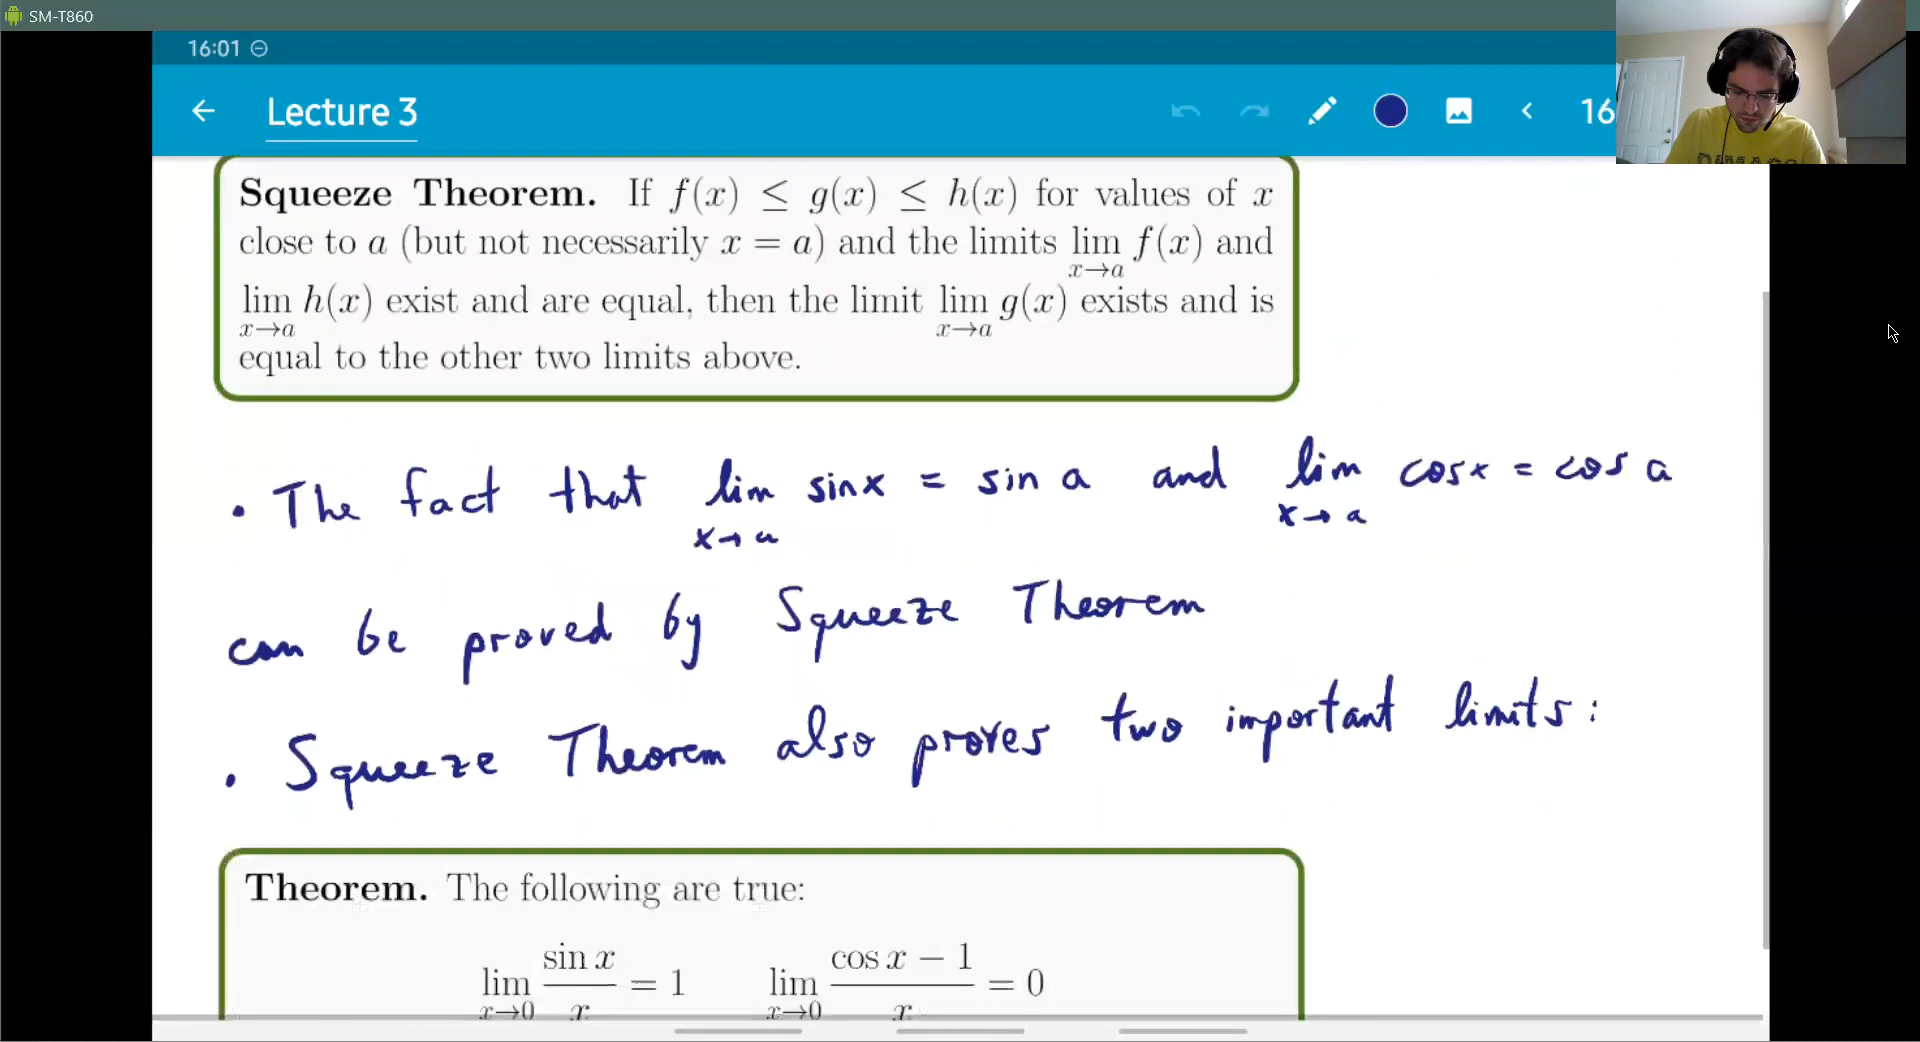 SM-T860
16:01
Lecture 3
16
Squeeze Theorem. If f(x) ≤ g(x) ≤ h(x) for values of x
close to a (but not necessarily x = a) and the limits lim f(x) and
x→a
lim h(x) exist and are equal, then the limit lim g(x) exists and is
x→a x→a
equal to the other two limits above.
• The fact that lim sinx = sin a and lim cosx = cos a
x→a x→a
can be proved by Squeeze Theorem
• Squeeze Theorem also proves two important limits:
Theorem. The following are true:
lim sin x / x = 1 lim cos x − 1 / x = 0
x→0 x→0